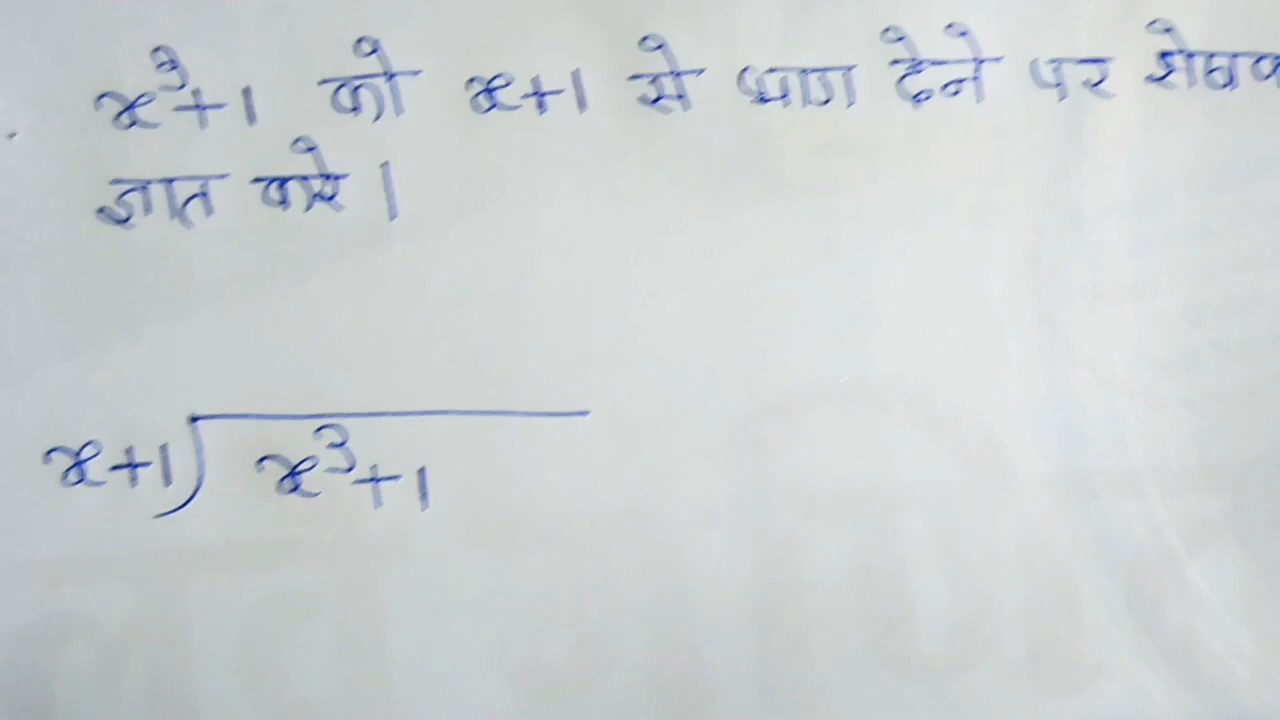 x³+1 को x+1 से भाग देने पर
ज्ञात करे।
x+1) x³+1